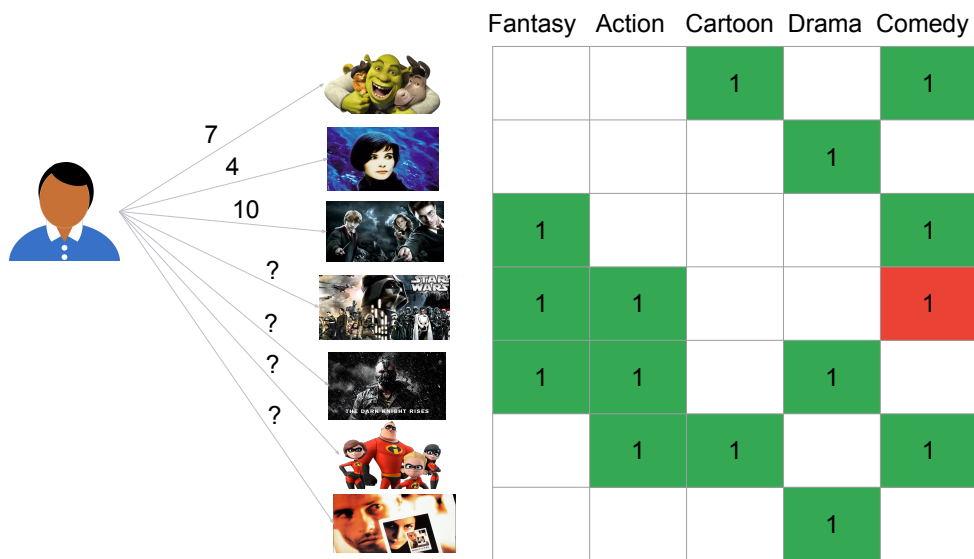 Fantasy Action Cartoon Drama Comedy
1 1
7
1
4
10
1 1
STAR WARS
?
1 1 1
?
1 1 1
THE DARK KNIGHT RISES
?
1 1 1
?
1